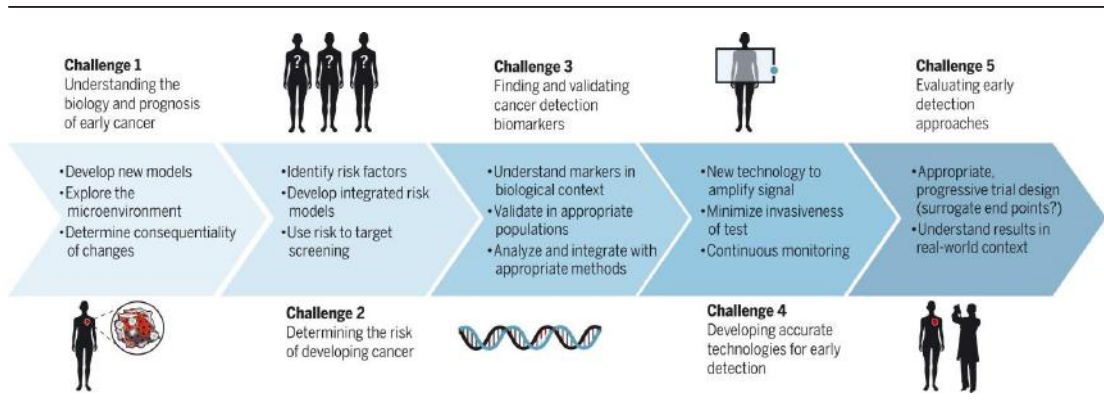 Challenge 1
Understanding the
biology and prognosis
of early cancer
•Develop new models
•Explore the
microenvironment
•Determine consequentiality
of changes
? ? ?
•Identify risk factors
•Develop integrated risk
models
•Use risk to target
screening
Challenge 2
Determining the risk
of developing cancer
Challenge 3
Finding and validating
cancer detection
biomarkers
•Understand markers in
biological context
•Validate in appropriate
populations
•Analyze and integrate with
appropriate methods
•New technology to
amplify signal
•Minimize invasiveness
of test
•Continuous monitoring
Challenge 4
Developing accurate
technologies for early
detection
Challenge 5
Evaluating early
detection
approaches
•Appropriate,
progressive trial design
(surrogate end points?)
•Understand results in
real-world context